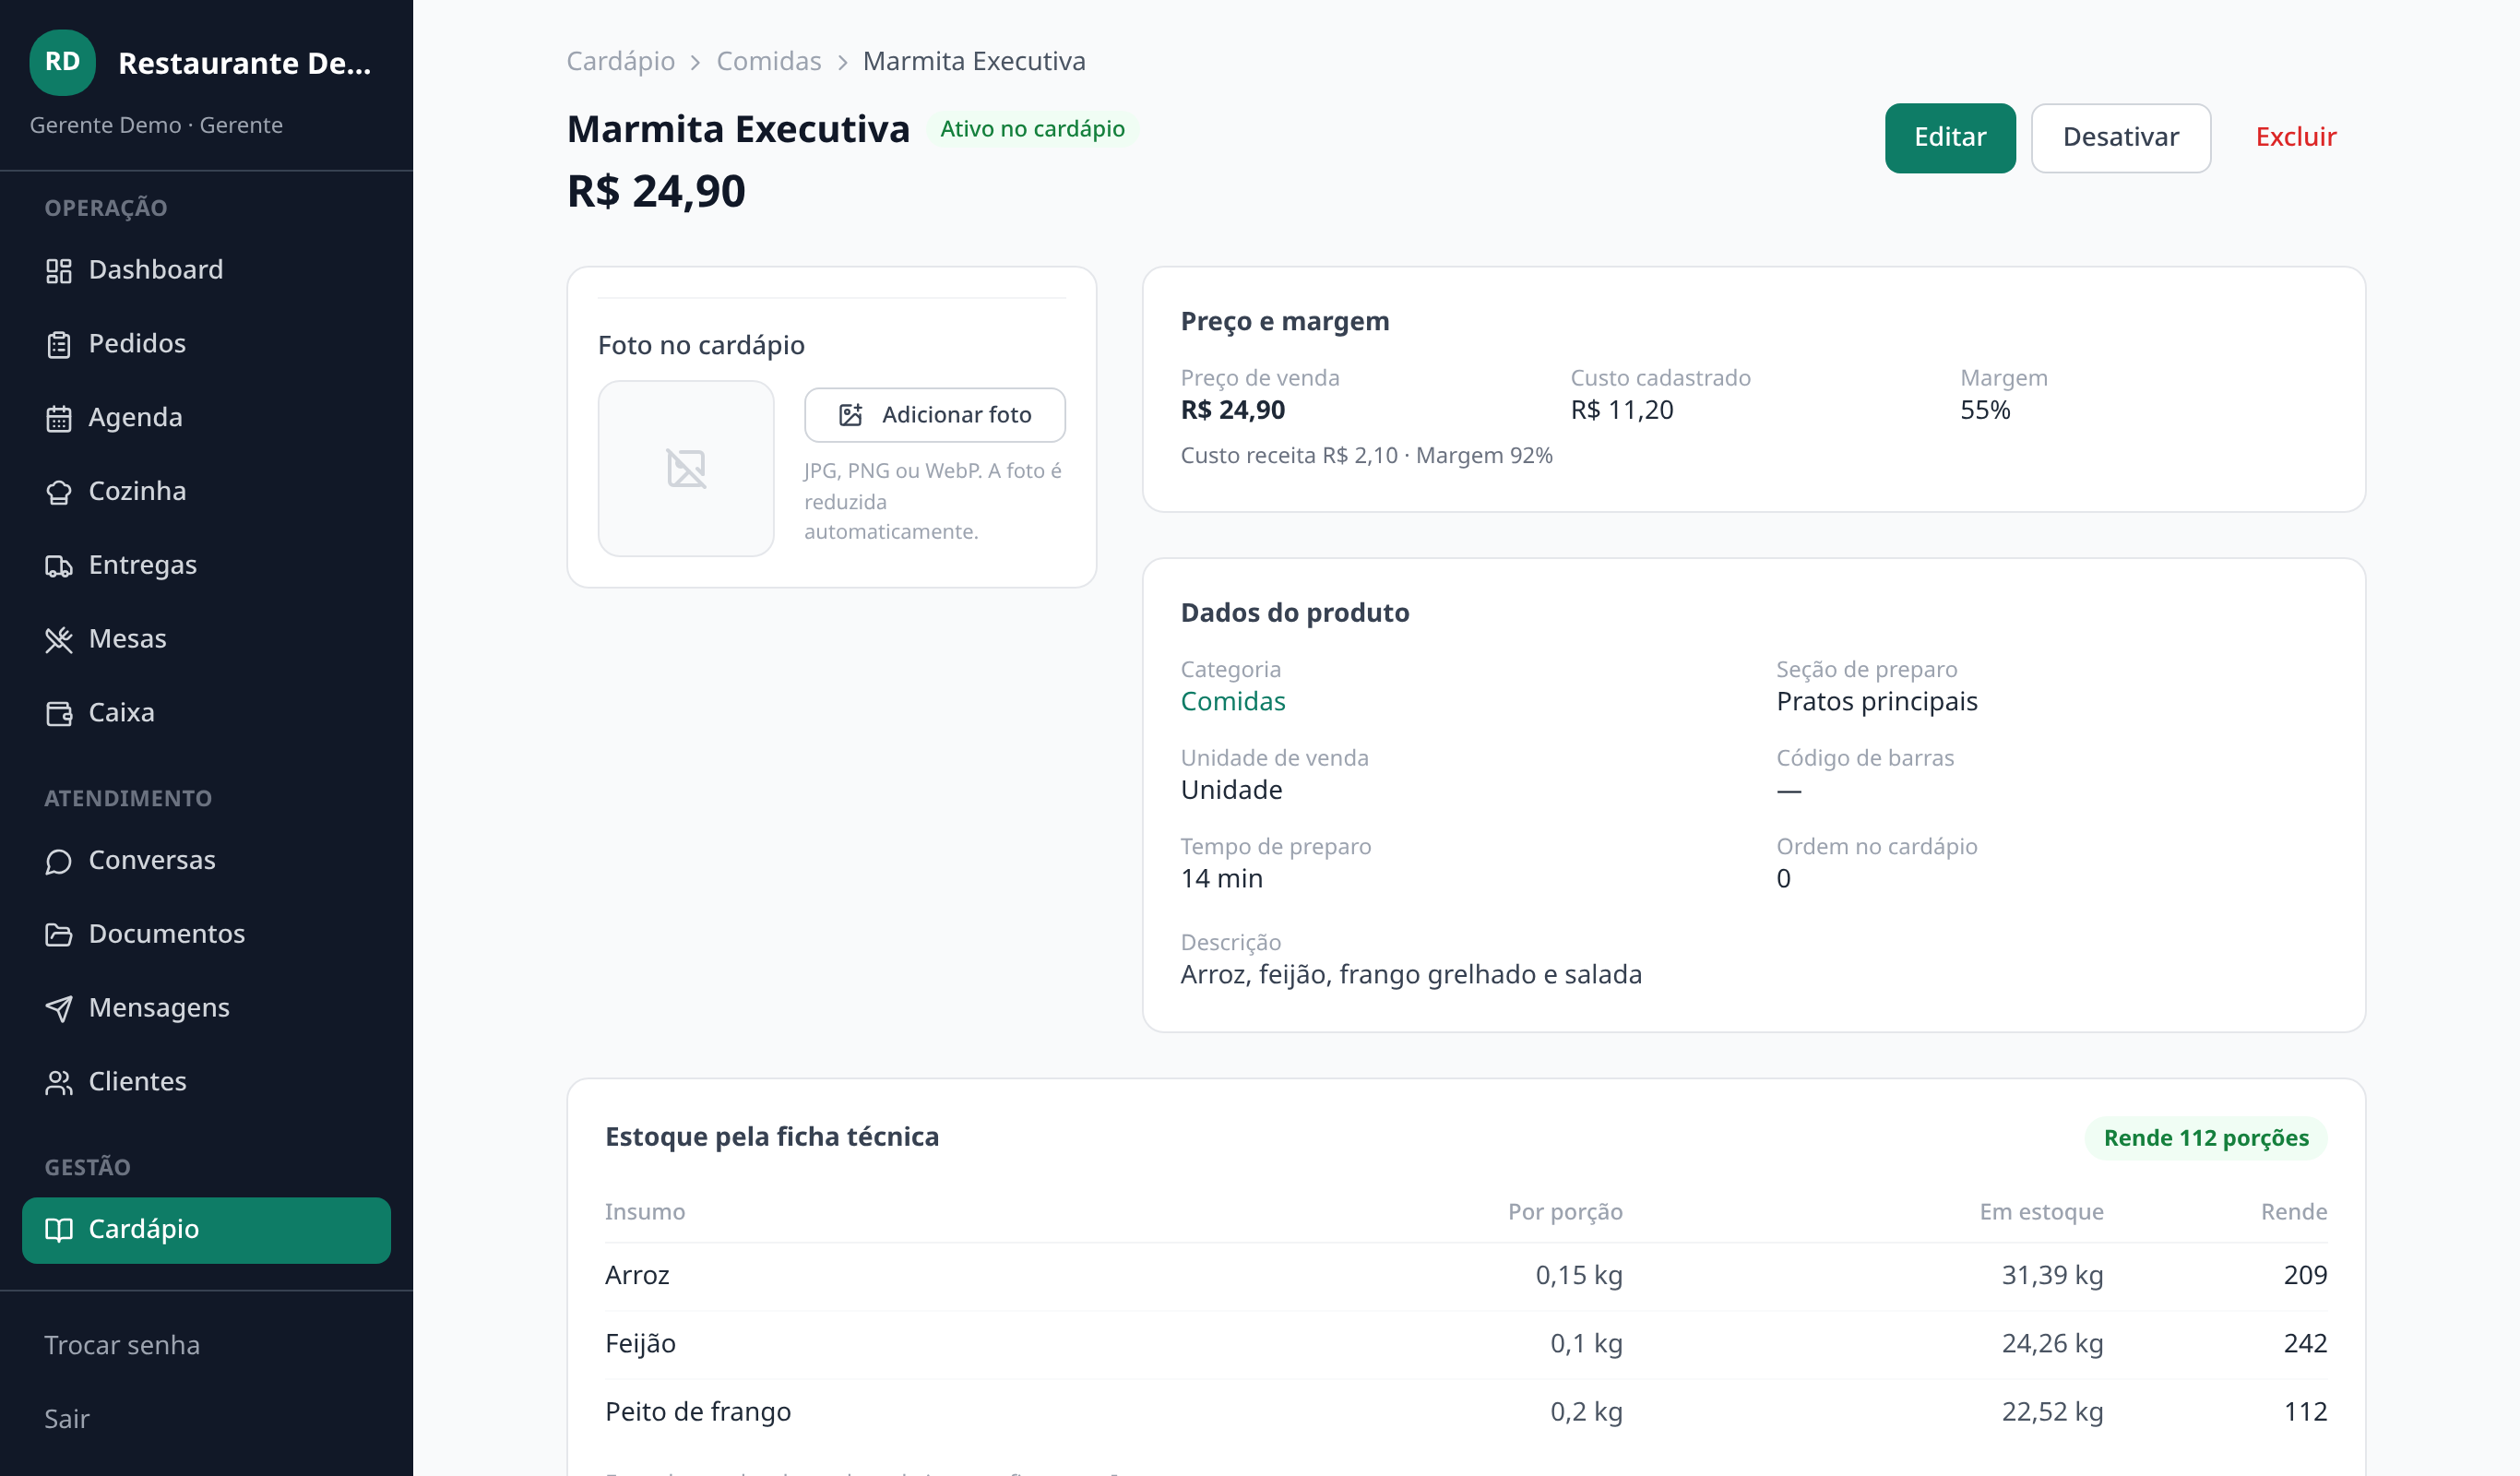 RD
Restaurante De...
Gerente Demo · Gerente
OPERAÇÃO
Dashboard
Pedidos
Agenda
Cozinha
Entregas
Mesas
Caixa
ATENDIMENTO
Conversas
Documentos
Mensagens
Clientes
GESTÃO
Cardápio
Trocar senha
Sair
Cardápio > Comidas > Marmita Executiva
Marmita Executiva Ativo no cardápio
R$ 24,90
Editar Desativar Excluir
Foto no cardápio
Adicionar foto
JPG, PNG ou WebP. A foto é
reduzida
automaticamente.
Preço e margem
Preço de venda Custo cadastrado Margem
R$ 24,90 R$ 11,20 55%
Custo receita R$ 2,10 · Margem 92%
Dados do produto
Categoria Seção de preparo
Comidas Pratos principais
Unidade de venda Código de barras
Unidade —
Tempo de preparo Ordem no cardápio
14 min 0
Descrição
Arroz, feijão, frango grelhado e salada
Estoque pela ficha técnica Rende 112 porções
Insumo Por porção Em estoque Rende
Arroz 0,15 kg 31,39 kg 209
Feijão 0,1 kg 24,26 kg 242
Peito de frango 0,2 kg 22,52 kg 112